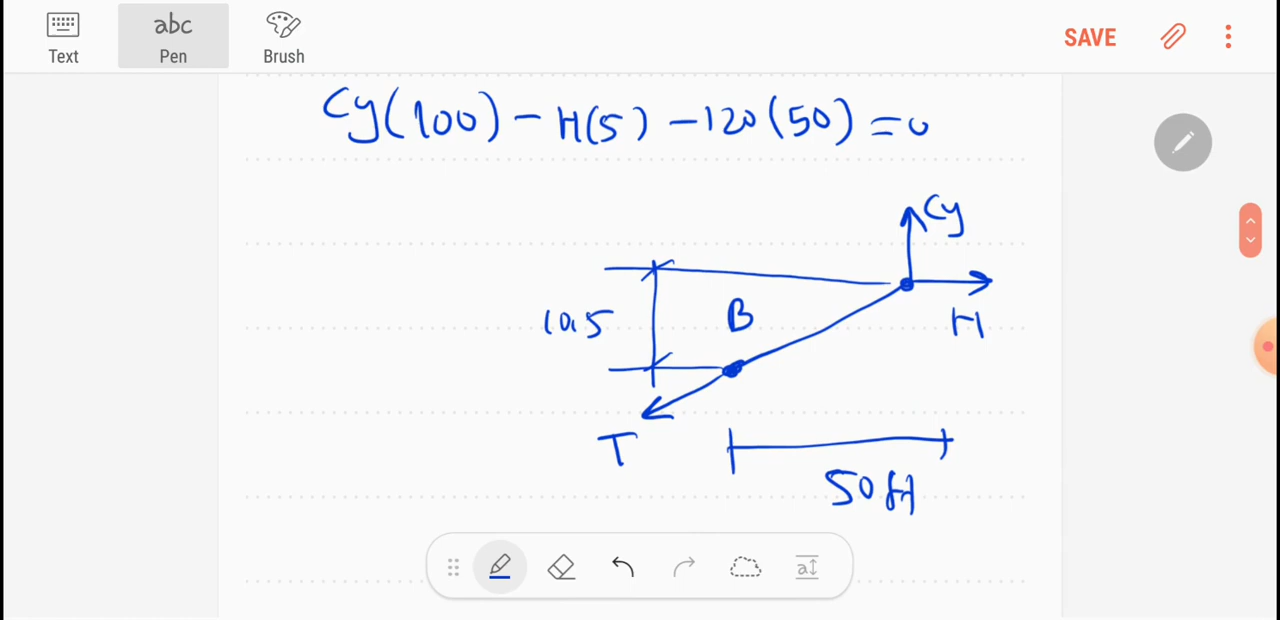 Text
abc
Pen
Brush
SAVE
Cy(100) - H(5) - 120(50) = 0
Cy
10.5
B
H
T
50 ft
a